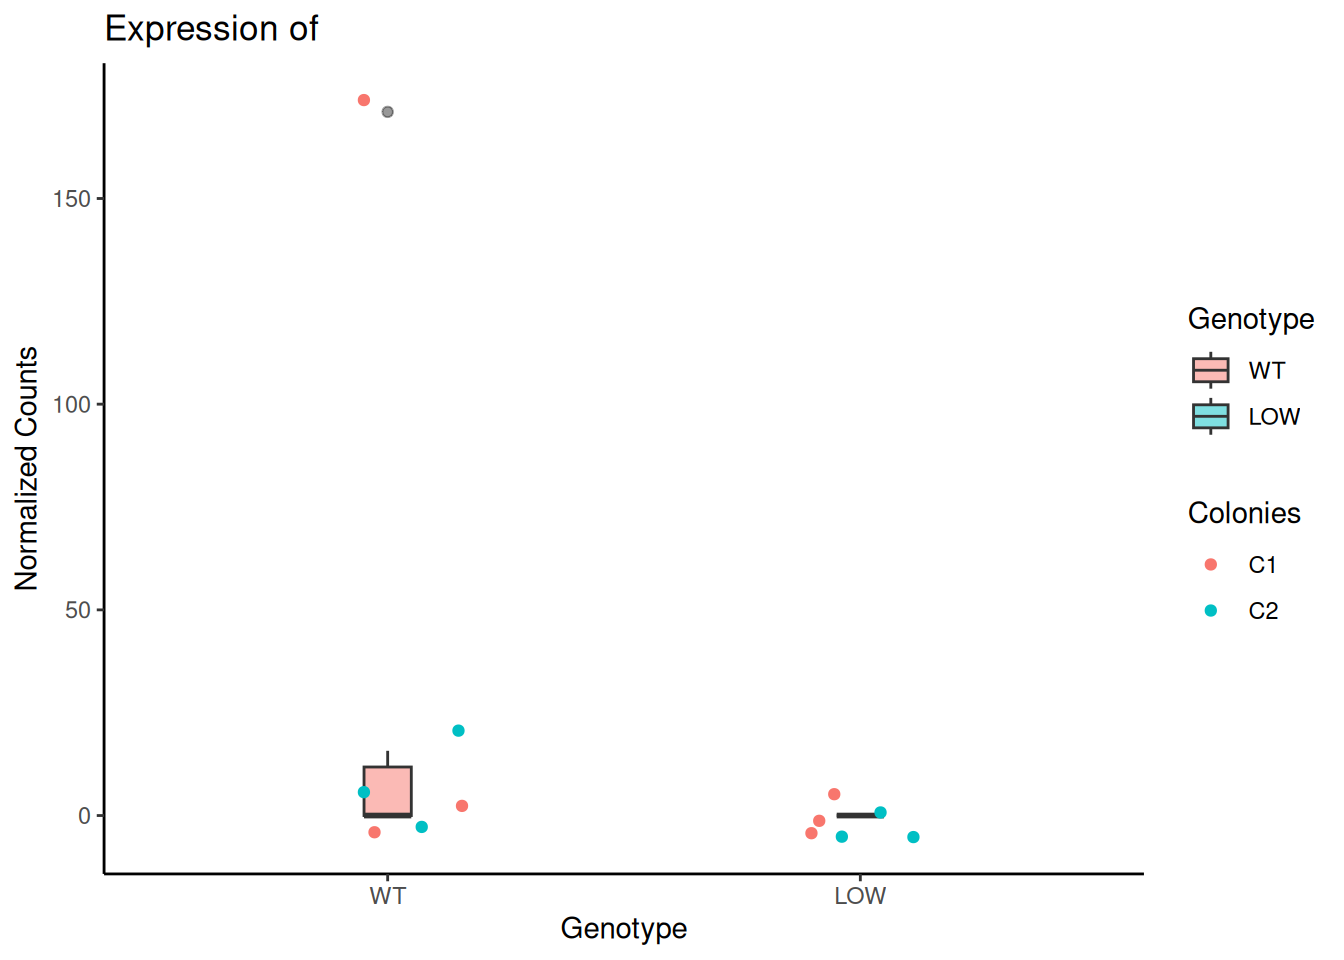 Expression of
Normalized Counts
150
100
50
0
WT
LOW
Genotype
Genotype
WT
LOW
Colonies
C1
C2